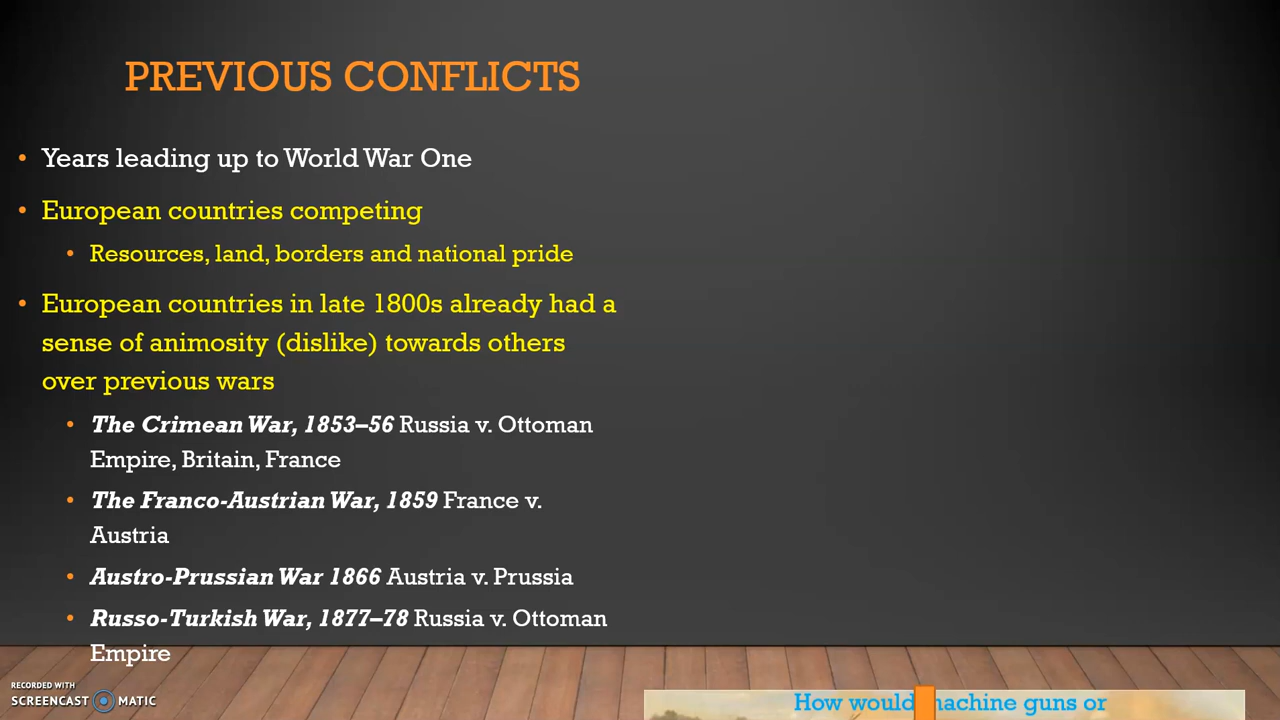 PREVIOUS CONFLICTS
• Years leading up to World War One
• European countries competing
• Resources, land, borders and national pride
• European countries in late 1800s already had a
sense of animosity (dislike) towards others
over previous wars
• The Crimean War, 1853–56 Russia v. Ottoman
Empire, Britain, France
• The Franco-Austrian War, 1859 France v.
Austria
• Austro-Prussian War 1866 Austria v. Prussia
• Russo-Turkish War, 1877–78 Russia v. Ottoman
Empire
RECORDED WITH
SCREENCAST MATIC
How would machine guns or